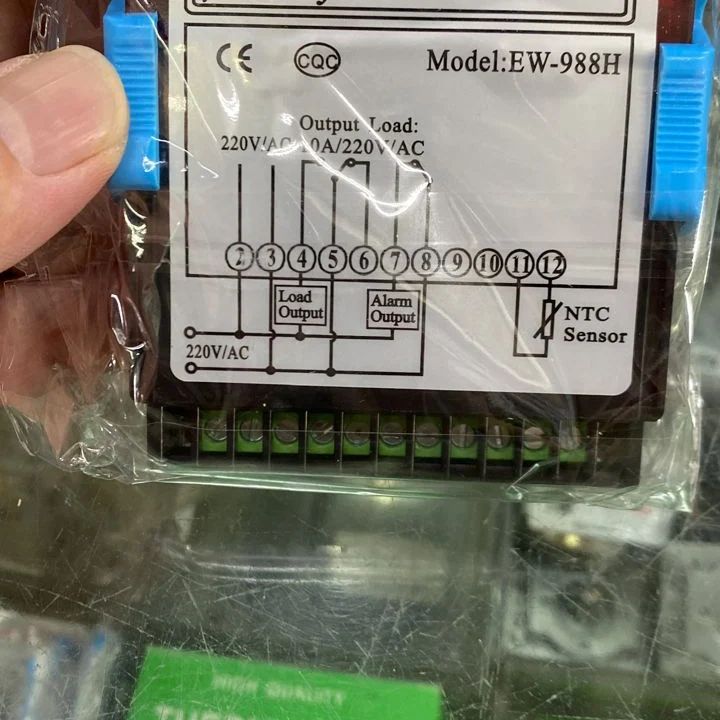 CE CQC Model:EW-988H
Output Load:
220V/AC 10A/220V/AC
2 3 4 5 6 7 8 9 10 11 12
Load
Output
Alarm
Output
NTC
Sensor
220V/AC
HIGH QUALITY